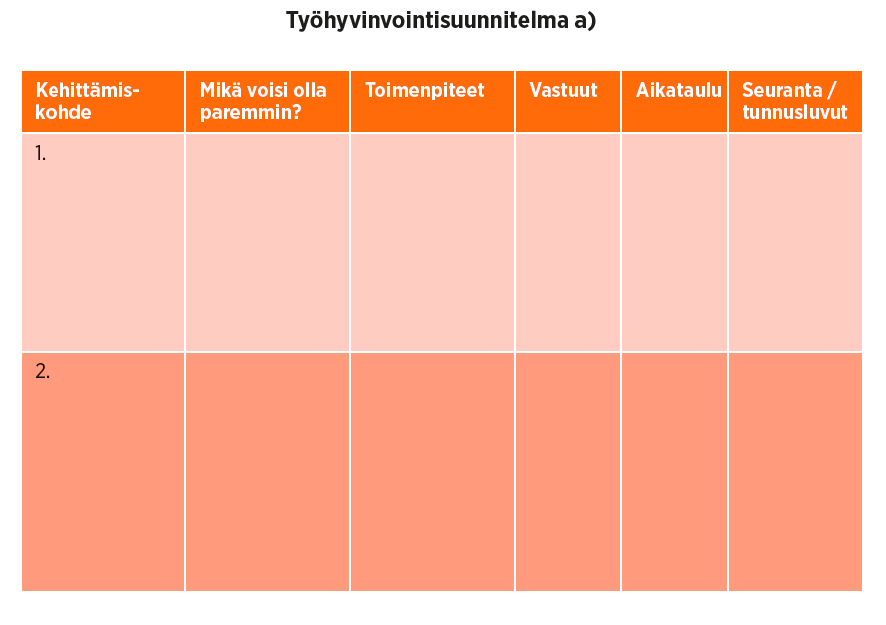 Työhyvinvointisuunnitelma a)
Kehittämis-
kohde
Mikä voisi olla
paremmin?
Toimenpiteet
Vastuut
Aikataulu
Seuranta /
tunnusluvut
1.
2.